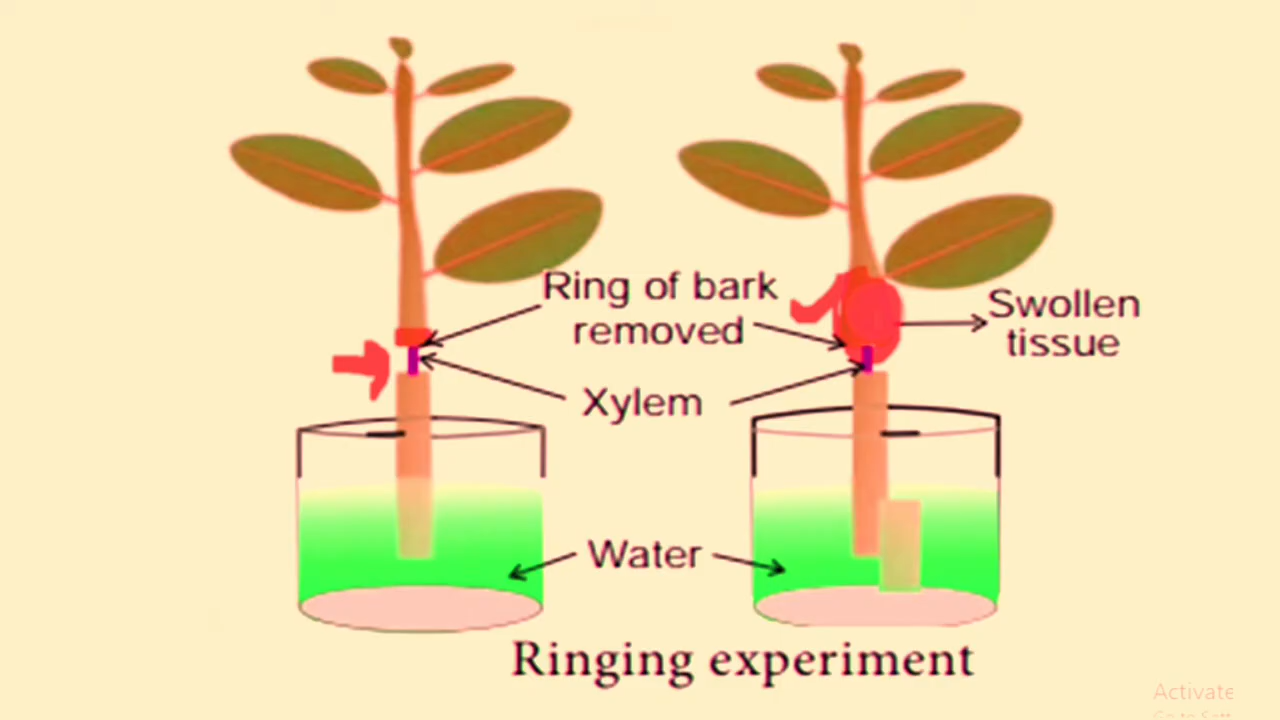 Ring of bark
removed
Swollen
tissue
Xylem
Water
Ringing experiment
Activate